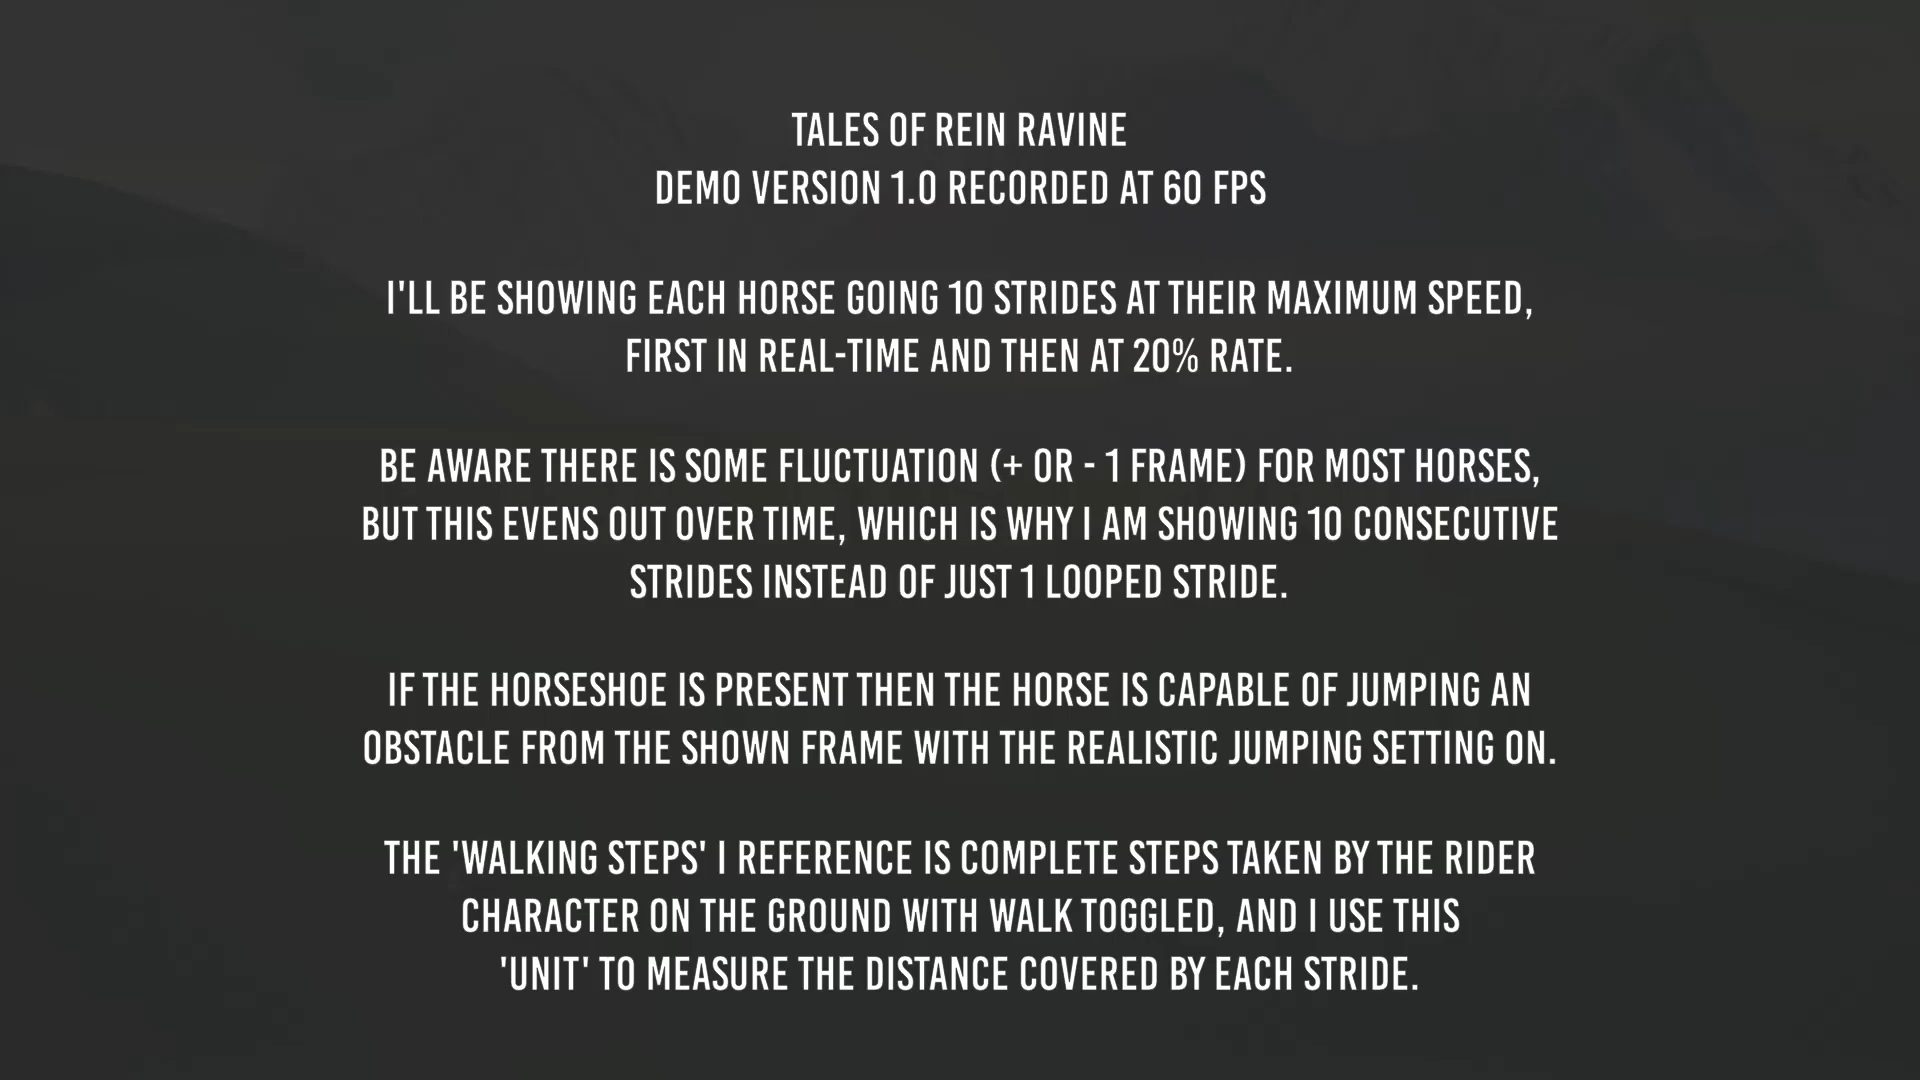 TALES OF REIN RAVINE
DEMO VERSION 1.0 RECORDED AT 60 FPS
I'LL BE SHOWING EACH HORSE GOING 10 STRIDES AT THEIR MAXIMUM SPEED,
FIRST IN REAL-TIME AND THEN AT 20% RATE.
BE AWARE THERE IS SOME FLUCTUATION (+ OR - 1 FRAME) FOR MOST HORSES,
BUT THIS EVENS OUT OVER TIME, WHICH IS WHY I AM SHOWING 10 CONSECUTIVE
STRIDES INSTEAD OF JUST 1 LOOPED STRIDE.
IF THE HORSESHOE IS PRESENT THEN THE HORSE IS CAPABLE OF JUMPING AN
OBSTACLE FROM THE SHOWN FRAME WITH THE REALISTIC JUMPING SETTING ON.
THE 'WALKING STEPS' I REFERENCE IS COMPLETE STEPS TAKEN BY THE RIDER
CHARACTER ON THE GROUND WITH WALK TOGGLED, AND I USE THIS
'UNIT' TO MEASURE THE DISTANCE COVERED BY EACH STRIDE.